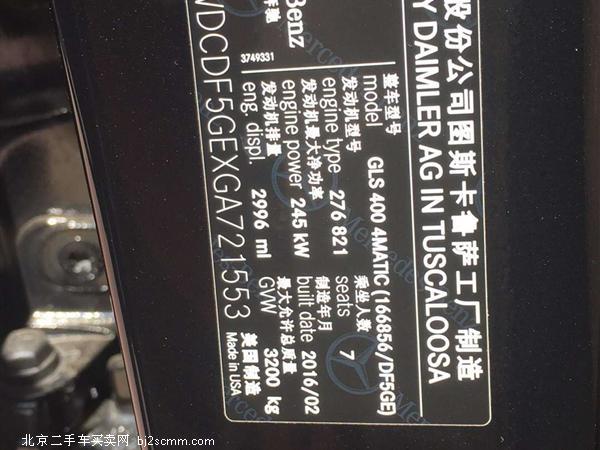 股份公司图斯卡鲁萨工厂制造
Y DAIMLER AG IN TUSCALOOSA
整车型号
model GLS 400 4MATIC (166856/DF5GE)
发动机型号 乘坐人数
engine type 276 821 seats 7
发动机最大净功率 制造年月
engine power 245 kW built date 2016/02
发动机排量 最大允许总质量
eng. displ. 2996 ml GVW 3200 kg
Benz
奔驰 3749331 美国制造
Made in USA
WDCDF5GEXGA721553
Mercedes-Benz
北京二手车买卖网 bj2scmm.com